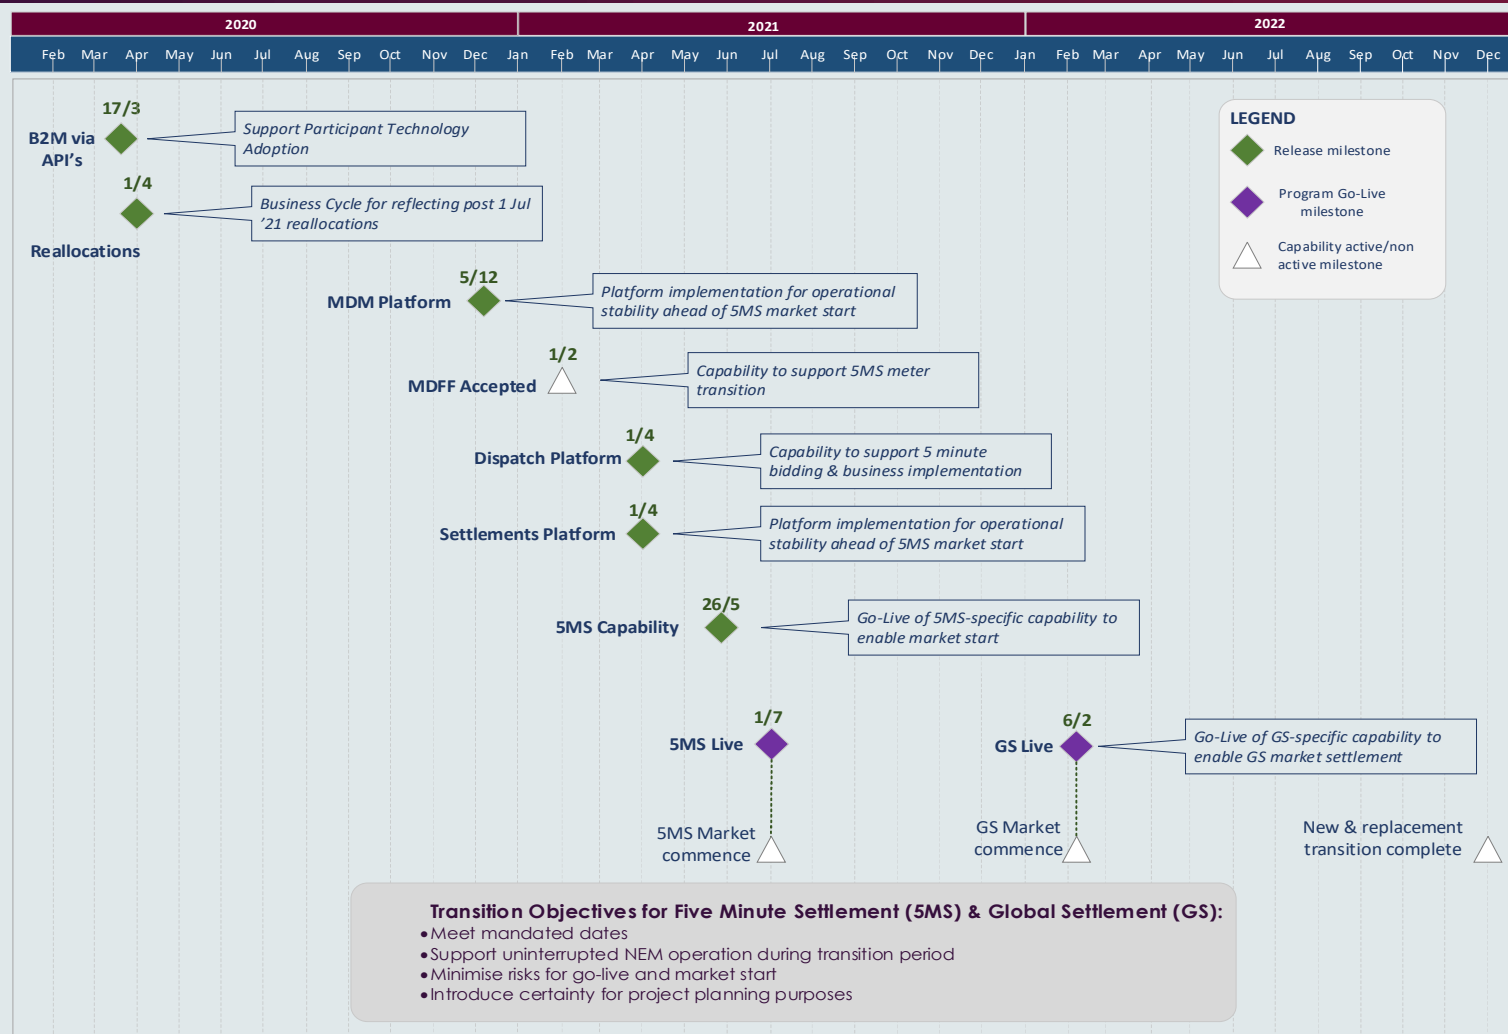 2020
2021
2022
Feb Mar Apr May Jun Jul Aug Sep Oct Nov Dec Jan Feb Mar Apr May Jun Jul Aug Sep Oct Nov Dec Jan Feb Mar Apr May Jun Jul Aug Sep Oct Nov Dec
17/3
B2M via
API's
Support Participant Technology
Adoption
1/4
Reallocations
Business Cycle for reflecting post 1 Jul
'21 reallocations
LEGEND
Release milestone
Program Go-Live
milestone
Capability active/non
active milestone
5/12
MDM Platform
Platform implementation for operational
stability ahead of 5MS market start
1/2
MDFF Accepted
Capability to support 5MS meter
transition
1/4
Dispatch Platform
Capability to support 5 minute
bidding & business implementation
1/4
Settlements Platform
Platform implementation for operational
stability ahead of 5MS market start
26/5
5MS Capability
Go-Live of 5MS-specific capability to
enable market start
1/7
5MS Live
6/2
GS Live
Go-Live of GS-specific capability to
enable GS market settlement
5MS Market
commence
GS Market
commence
New & replacement
transition complete
Transition Objectives for Five Minute Settlement (5MS) & Global Settlement (GS):
•Meet mandated dates
•Support uninterrupted NEM operation during transition period
•Minimise risks for go-live and market start
•Introduce certainty for project planning purposes